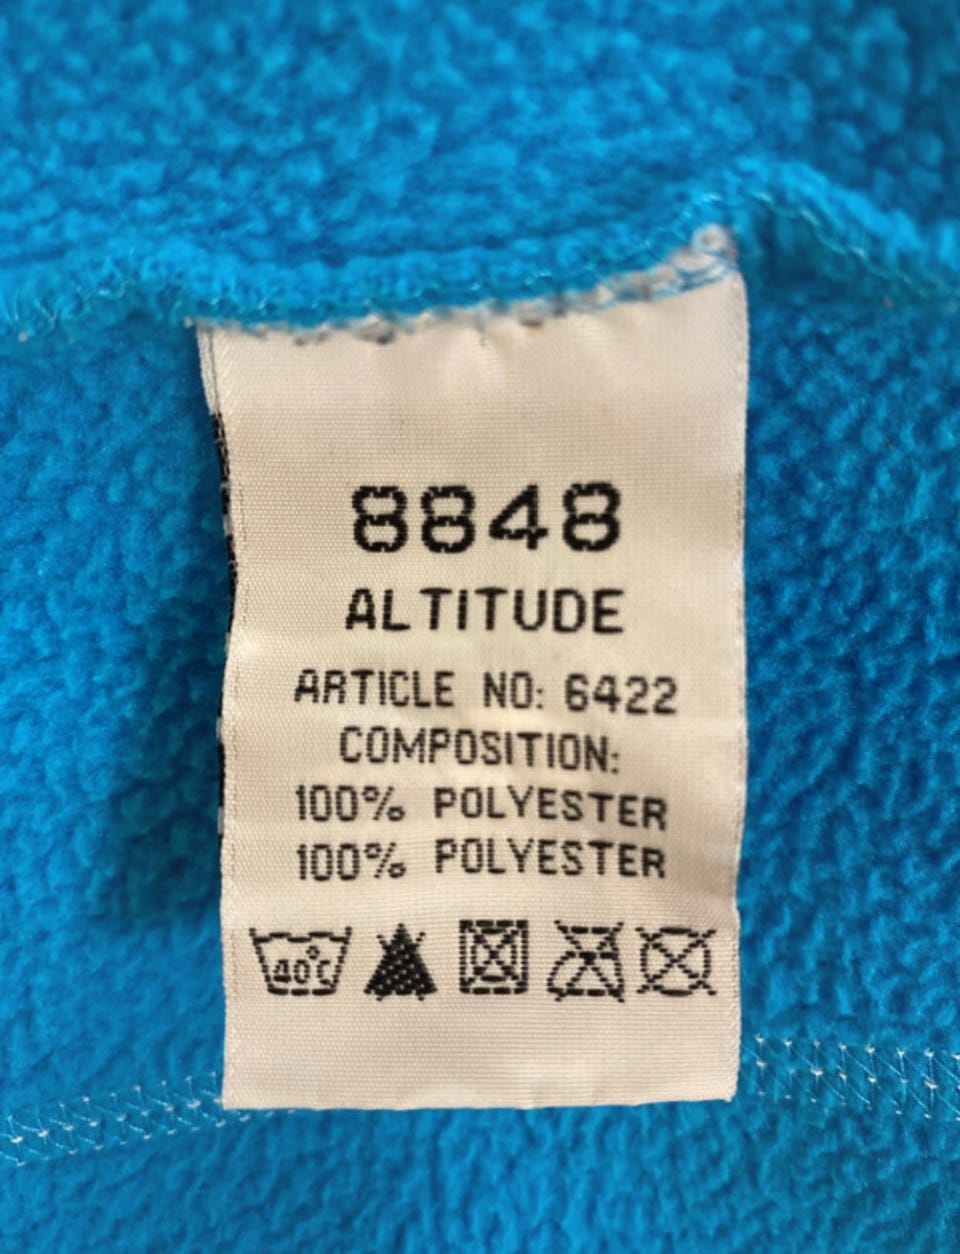 8848
ALTITUDE
ARTICLE NO: 6422
COMPOSITION:
100% POLYESTER
100% POLYESTER
40°C